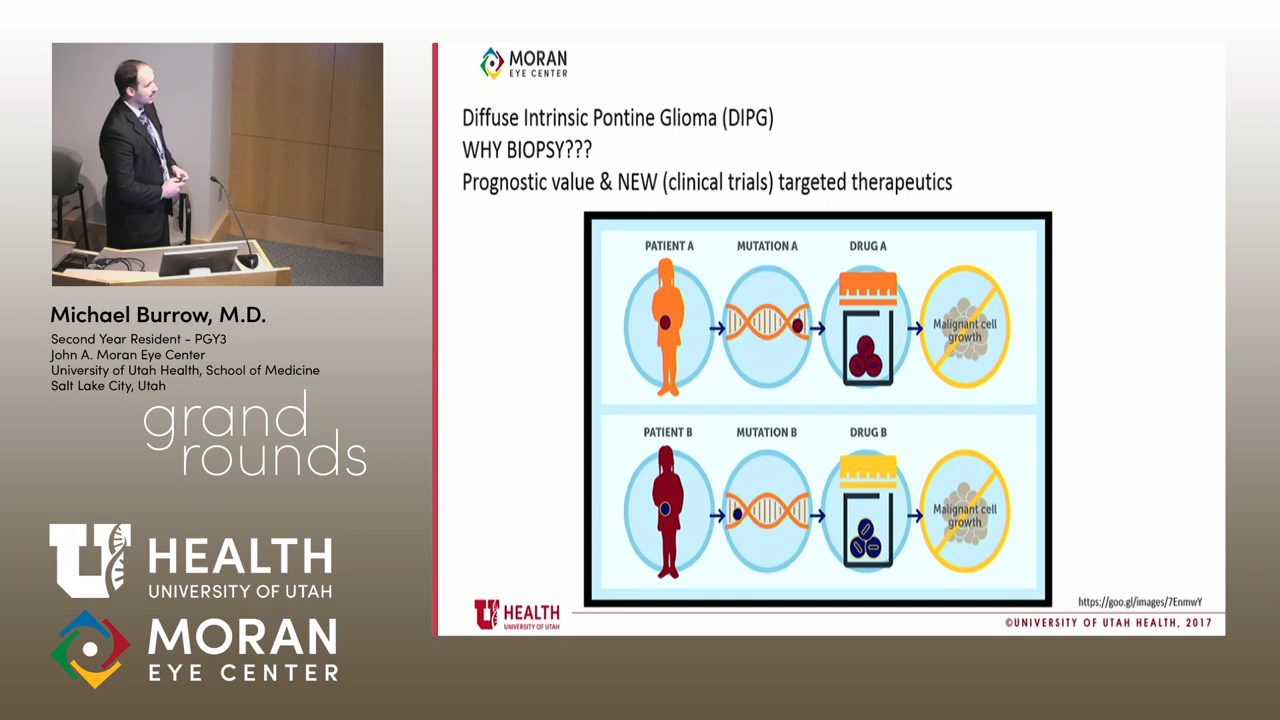 Michael Burrow, M.D.
Second Year Resident - PGY3
John A. Moran Eye Center
University of Utah Health, School of Medicine
Salt Lake City, Utah
grand
rounds
U HEALTH
UNIVERSITY OF UTAH
MORAN
EYE CENTER
MORAN
EYE CENTER
Diffuse Intrinsic Pontine Glioma (DIPG)
WHY BIOPSY???
Prognostic value & NEW (clinical trials) targeted therapeutics
PATIENT A MUTATION A DRUG A
Malignant cell
growth
PATIENT B MUTATION B DRUG B
Malignant cell
growth
https://goo.gl/images/7EnmwY
U HEALTH
UNIVERSITY OF UTAH
©UNIVERSITY OF UTAH HEALTH, 2017